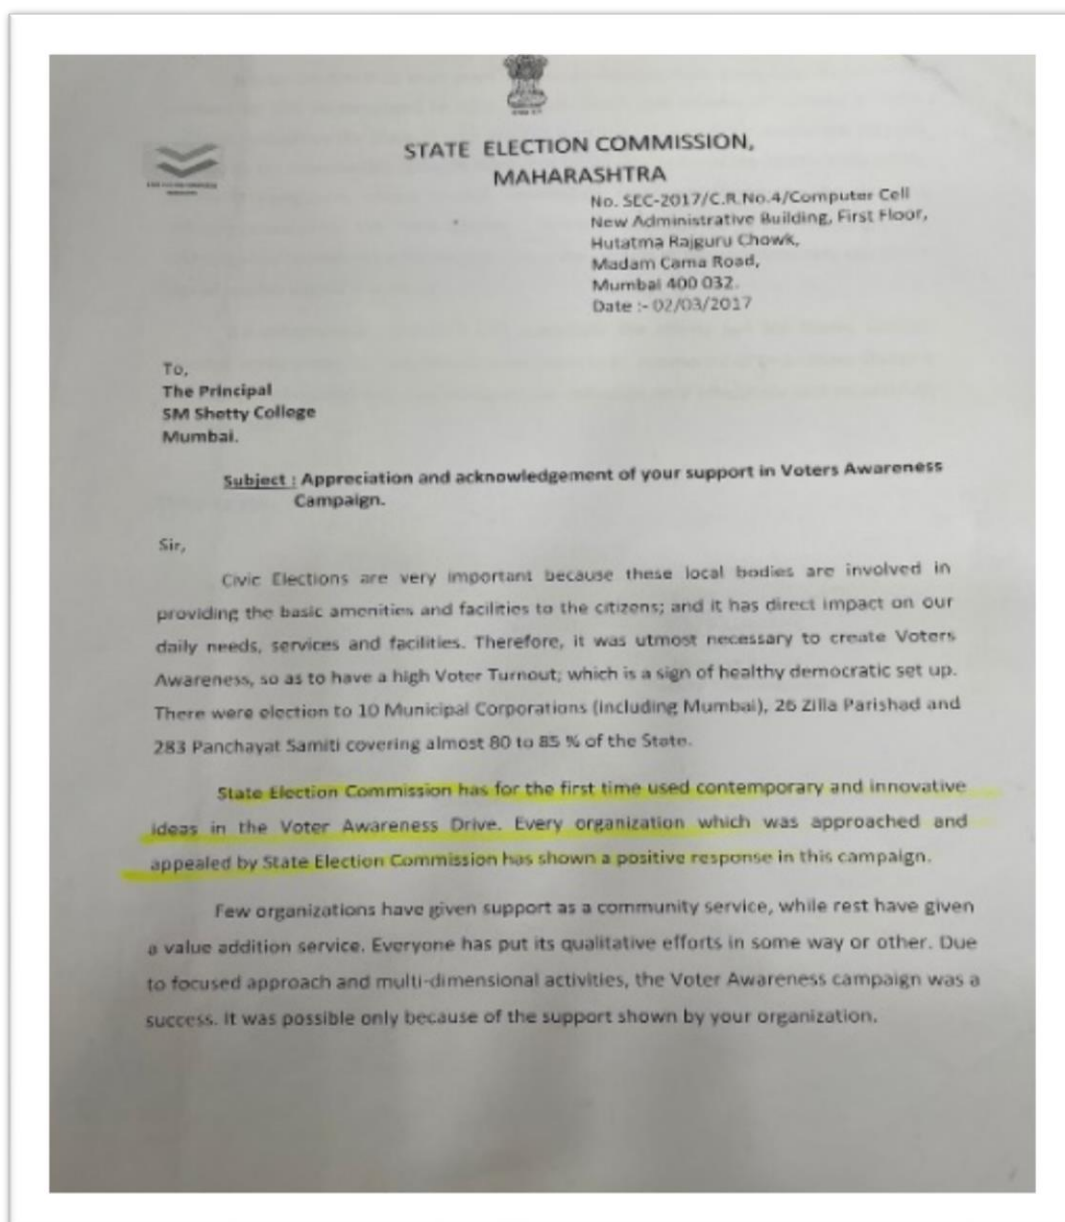 STATE ELECTION COMMISSION,
MAHARASHTRA
No. SEC-2017/C.R.No.4/Computer Cell
New Administrative Building, First Floor,
Hutatma Rajguru Chowk,
Madam Cama Road,
Mumbai 400 032.
Date :- 02/03/2017
To,
The Principal
SM Shetty College
Mumbai.
Subject : Appreciation and acknowledgement of your support in Voters Awareness
Campaign.
Sir,
Civic Elections are very important because these local bodies are involved in
providing the basic amenities and facilities to the citizens; and it has direct impact on our
daily needs, services and facilities. Therefore, it was utmost necessary to create Voters
Awareness, so as to have a high Voter Turnout; which is a sign of healthy democratic set up.
There were election to 10 Municipal Corporations (including Mumbai), 26 Zilla Parishad and
283 Panchayat Samiti covering almost 80 to 85 % of the State.
State Election Commission has for the first time used contemporary and innovative
ideas in the Voter Awareness Drive. Every organization which was approached and
appealed by State Election Commission has shown a positive response in this campaign.
Few organizations have given support as a community service, while rest have given
a value addition service. Everyone has put its qualitative efforts in some way or other. Due
to focused approach and multi-dimensional activities, the Voter Awareness campaign was a
success. It was possible only because of the support shown by your organization.